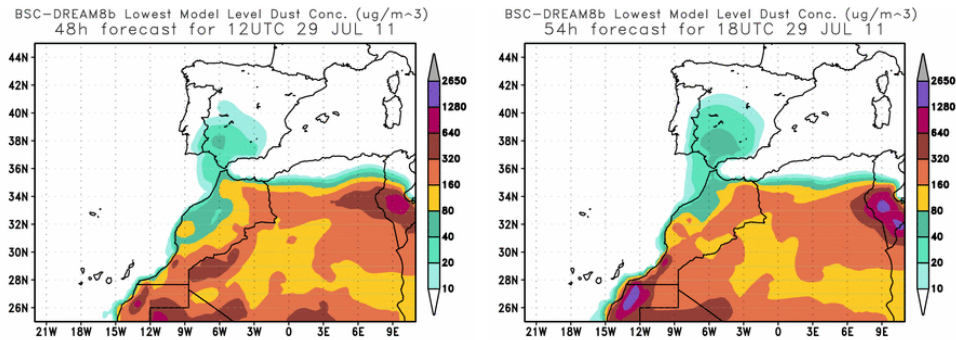 BSC-DREAM8b Lowest Model Level Dust Conc. (ug/m^3)
48h forecast for 12UTC 29 JUL 11
44N
42N
40N
38N
36N
34N
32N
30N
28N
26N
21W 18W 15W 12W 9W 6W 3W 0 3E 6E 9E
2650
1280
640
320
160
80
40
20
10
BSC-DREAM8b Lowest Model Level Dust Conc. (ug/m^3)
54h forecast for 18UTC 29 JUL 11
44N
42N
40N
38N
36N
34N
32N
30N
28N
26N
21W 18W 15W 12W 9W 6W 3W 0 3E 6E 9E
2650
1280
640
320
160
80
40
20
10